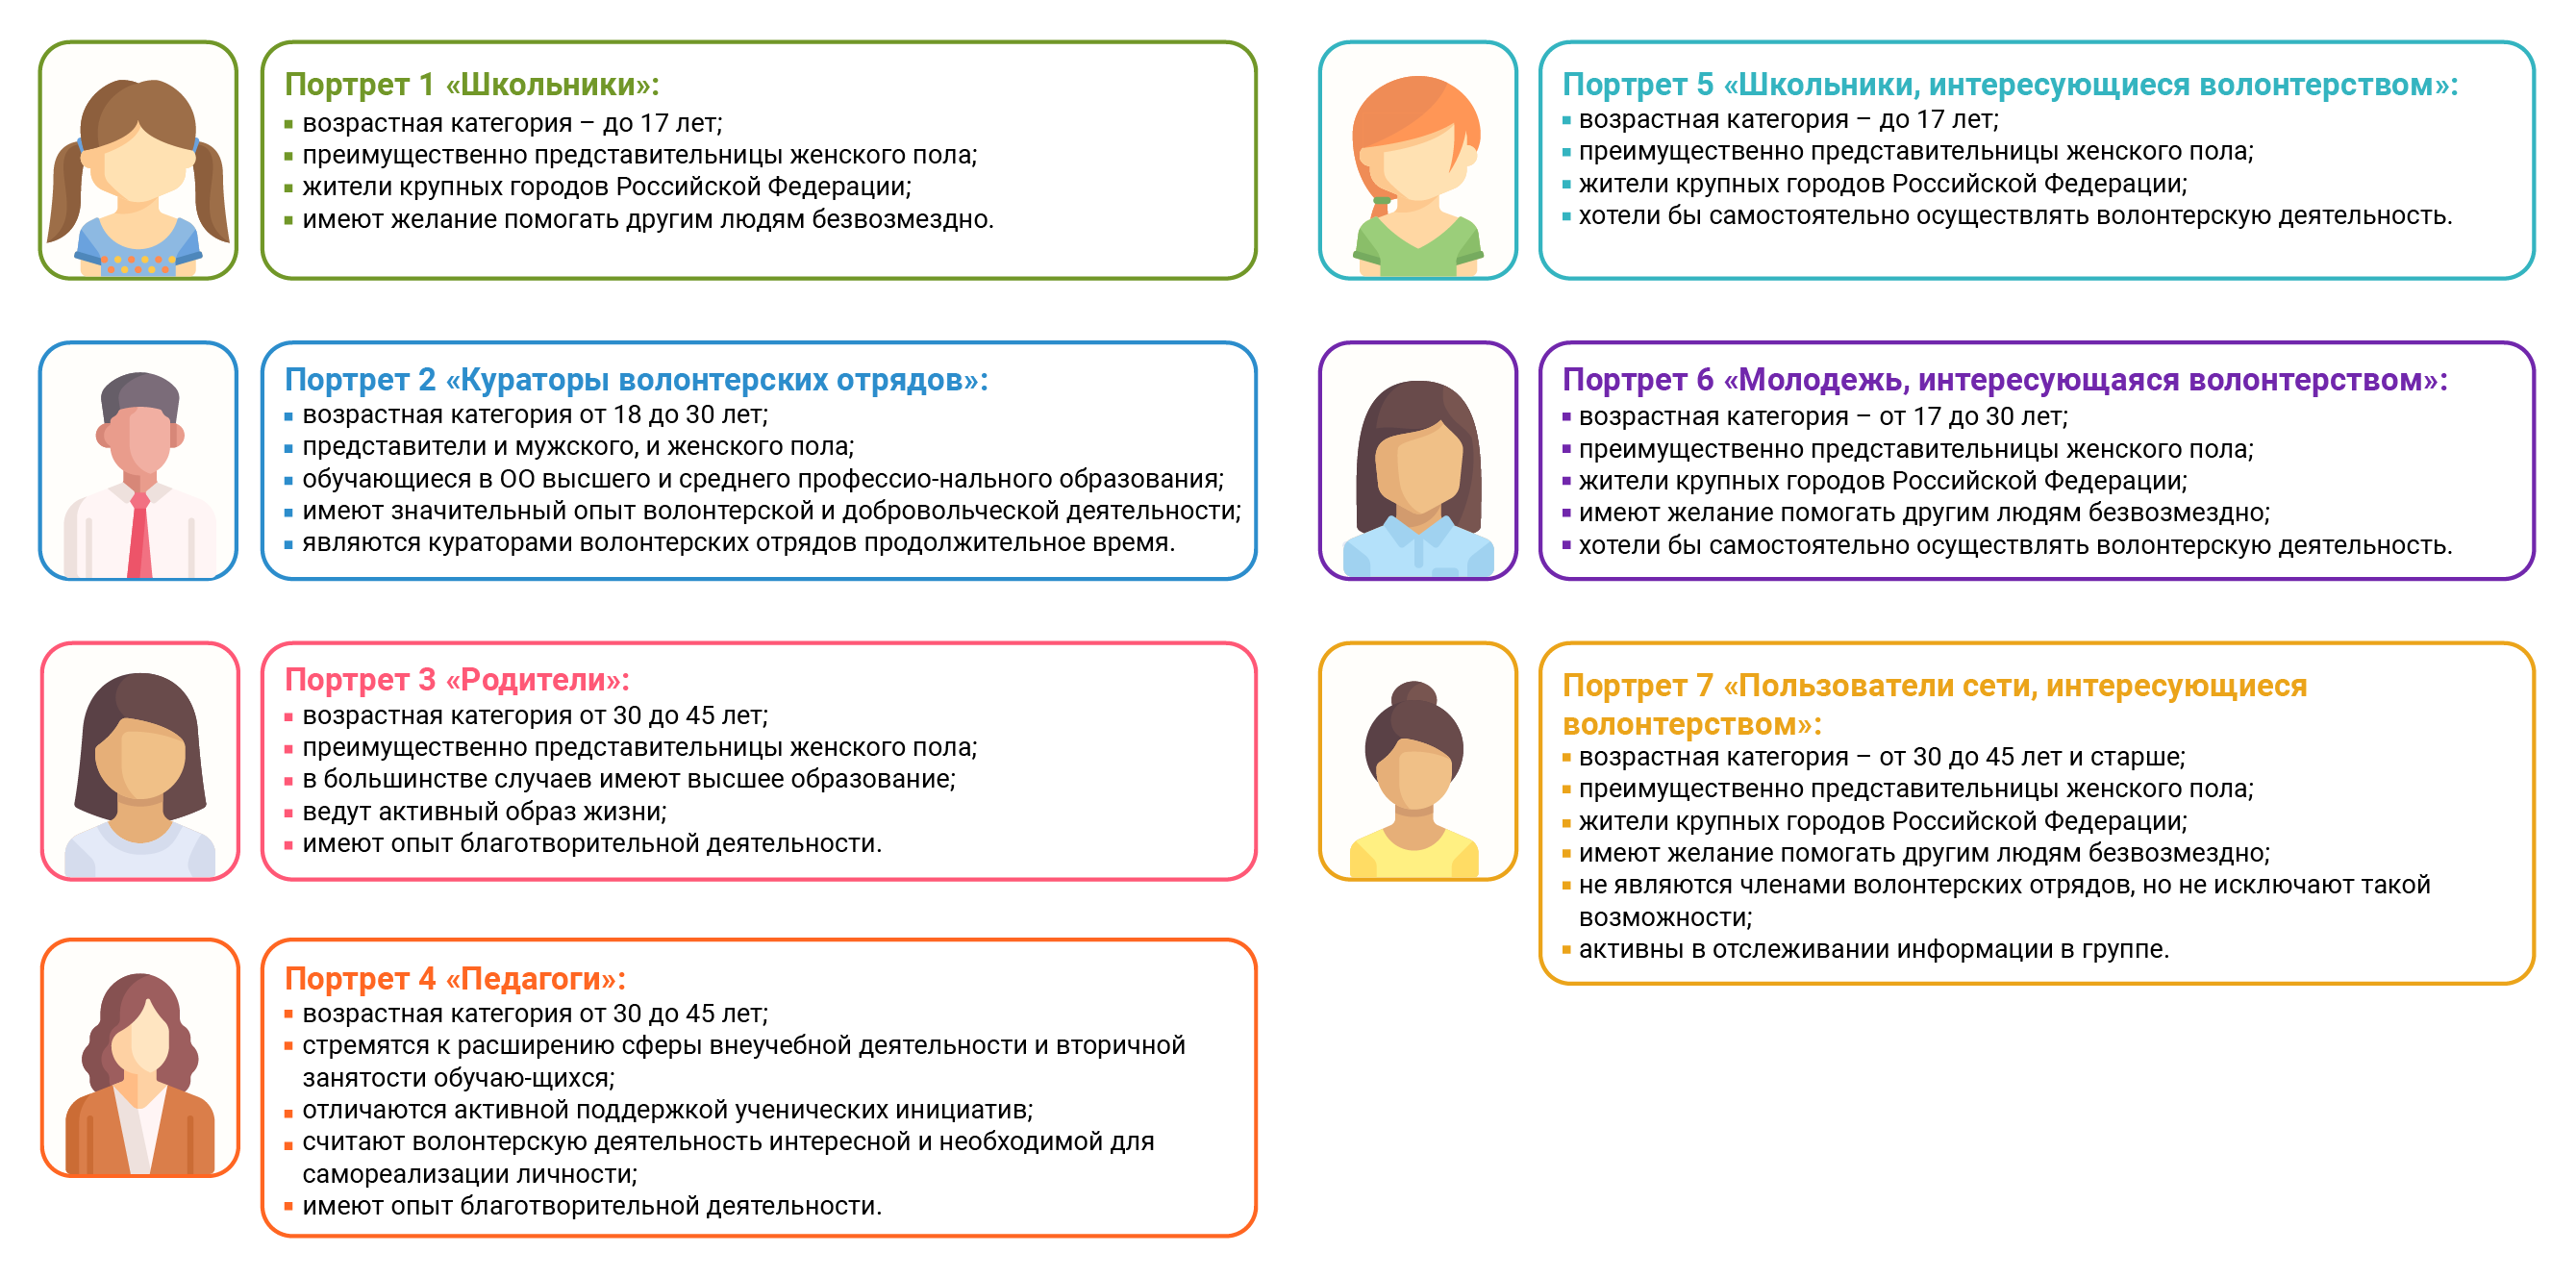 Портрет 1 «Школьники»:
возрастная категория – до 17 лет;
преимущественно представительницы женского пола;
жители крупных городов Российской Федерации;
имеют желание помогать другим людям безвозмездно.
Портрет 2 «Кураторы волонтерских отрядов»:
возрастная категория от 18 до 30 лет;
представители и мужского, и женского пола;
обучающиеся в ОО высшего и среднего профессио-нального образования;
имеют значительный опыт волонтерской и добровольческой деятельности;
являются кураторами волонтерских отрядов продолжительное время.
Портрет 3 «Родители»:
возрастная категория от 30 до 45 лет;
преимущественно представительницы женского пола;
в большинстве случаев имеют высшее образование;
ведут активный образ жизни;
имеют опыт благотворительной деятельности.
Портрет 4 «Педагоги»:
возрастная категория от 30 до 45 лет;
стремятся к расширению сферы внеучебной деятельности и вторичной
занятости обучаю-щихся;
отличаются активной поддержкой ученических инициатив;
считают волонтерскую деятельность интересной и необходимой для
самореализации личности;
имеют опыт благотворительной деятельности.
Портрет 5 «Школьники, интересующиеся волонтерством»:
возрастная категория – до 17 лет;
преимущественно представительницы женского пола;
жители крупных городов Российской Федерации;
хотели бы самостоятельно осуществлять волонтерскую деятельность.
Портрет 6 «Молодежь, интересующаяся волонтерством»:
возрастная категория – от 17 до 30 лет;
преимущественно представительницы женского пола;
жители крупных городов Российской Федерации;
имеют желание помогать другим людям безвозмездно;
хотели бы самостоятельно осуществлять волонтерскую деятельность.
Портрет 7 «Пользователи сети, интересующиеся
волонтерством»:
возрастная категория – от 30 до 45 лет и старше;
преимущественно представительницы женского пола;
жители крупных городов Российской Федерации;
имеют желание помогать другим людям безвозмездно;
не являются членами волонтерских отрядов, но не исключают такой
возможности;
активны в отслеживании информации в группе.